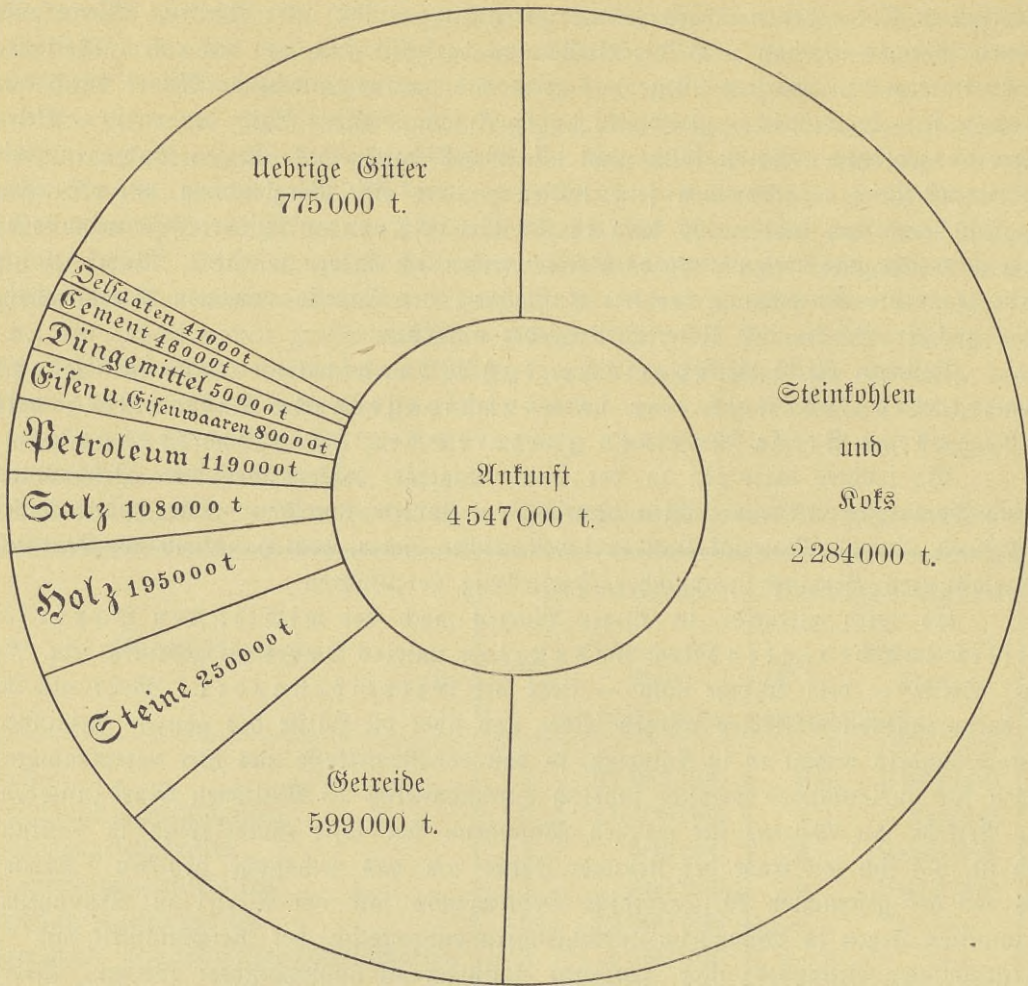 Uebrige Güter
775 000 t.
Oelsaaten 41000 t
Cement 46000 t
Düngemittel 50000 t
Eisen u. Eisenwaaren 80000 t
Petroleum 119000 t
Salz 108000 t
Holz 195000 t
Steine 250000 t
Getreide
599 000 t.
Ankunft
4 547 000 t.
Steinkohlen
und
Koks
2 284 000 t.